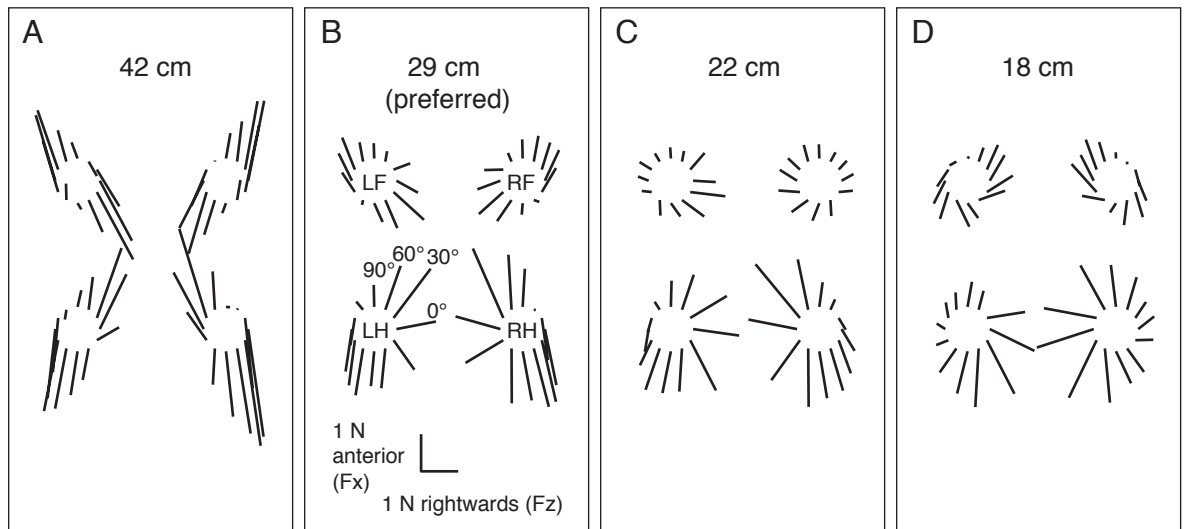 A
42 cm
B
29 cm
(preferred)
C
22 cm
D
18 cm
LF
RF
90°
60°
30°
0°
LH
RH
1 N
anterior
(Fx)
1 N rightwards (Fz)